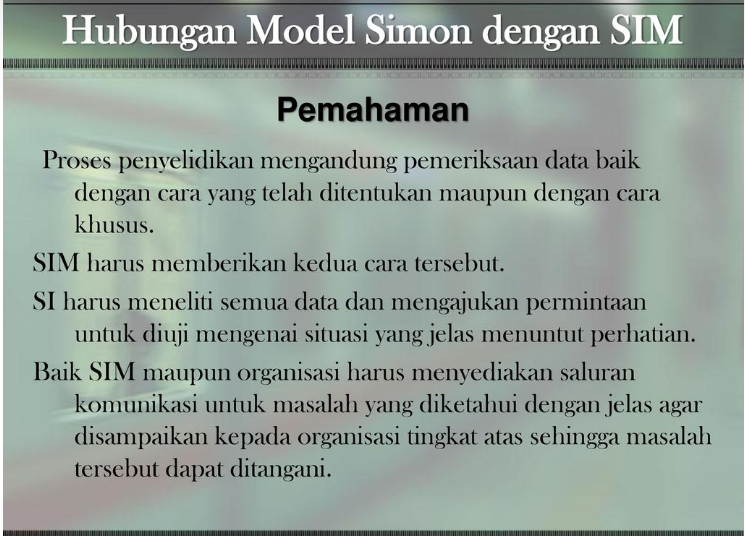 Hubungan Model Simon dengan SIM
Pemahaman
Proses penyelidikan mengandung pemeriksaan data baik
dengan cara yang telah ditentukan maupun dengan cara
khusus.
SIM harus memberikan kedua cara tersebut.
SI harus meneliti semua data dan mengajukan permintaan
untuk diuji mengenai situasi yang jelas menuntut perhatian.
Baik SIM maupun organisasi harus menyediakan saluran
komunikasi untuk masalah yang diketahui dengan jelas agar
disampaikan kepada organisasi tingkat atas sehingga masalah
tersebut dapat ditangani.